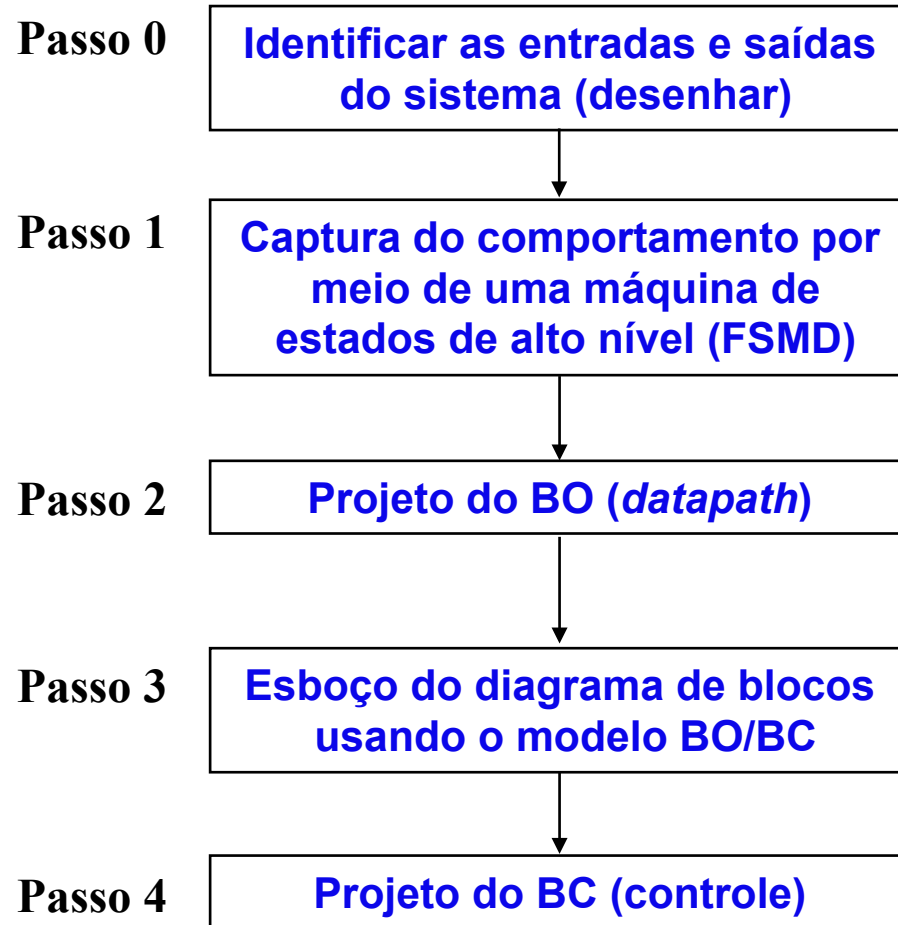 Passo 0
Identificar as entradas e saídas
do sistema (desenhar)
Passo 1
Captura do comportamento por
meio de uma máquina de
estados de alto nível (FSMD)
Passo 2
Projeto do BO (datapath)
Passo 3
Esboço do diagrama de blocos
usando o modelo BO/BC
Passo 4
Projeto do BC (controle)